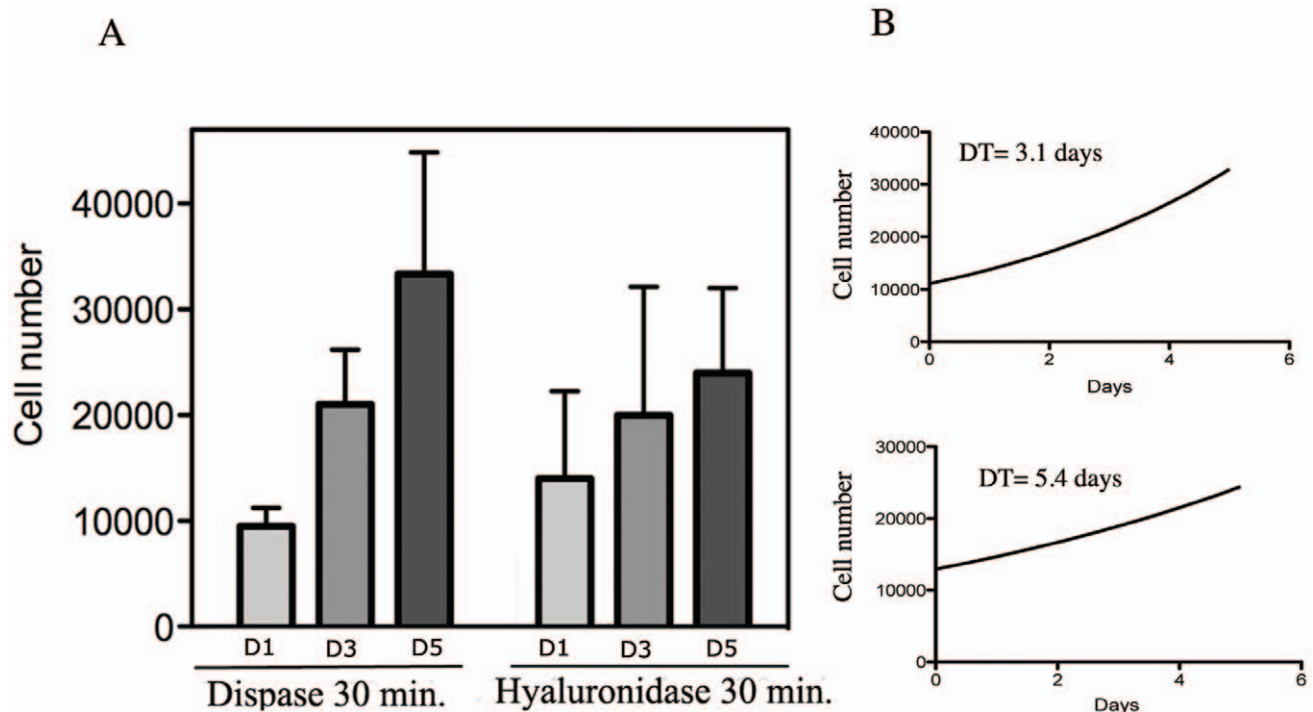 A
Cell number
40000
30000
20000
10000
0
D1 D3 D5 D1 D3 D5
Dispase 30 min. Hyaluronidase 30 min.
B
Cell number
40000
30000
20000
10000
0
DT= 3.1 days
0 2 4 6
Days
Cell number
30000
20000
10000
0
DT= 5.4 days
0 2 4 6
Days